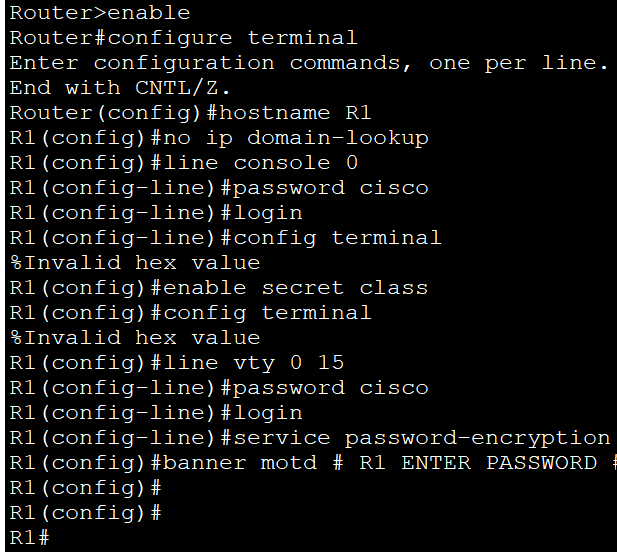 Router>enable
Router#configure terminal
Enter configuration commands, one per line.
End with CNTL/Z.
Router(config)#hostname R1
R1(config)#no ip domain-lookup
R1(config)#line console 0
R1(config-line)#password cisco
R1(config-line)#login
R1(config-line)#config terminal
%Invalid hex value
R1(config)#enable secret class
R1(config)#config terminal
%Invalid hex value
R1(config)#line vty 0 15
R1(config-line)#password cisco
R1(config-line)#login
R1(config-line)#service password-encryption
R1(config)#banner motd # R1 ENTER PASSWORD #
R1(config)#
R1(config)#
R1#